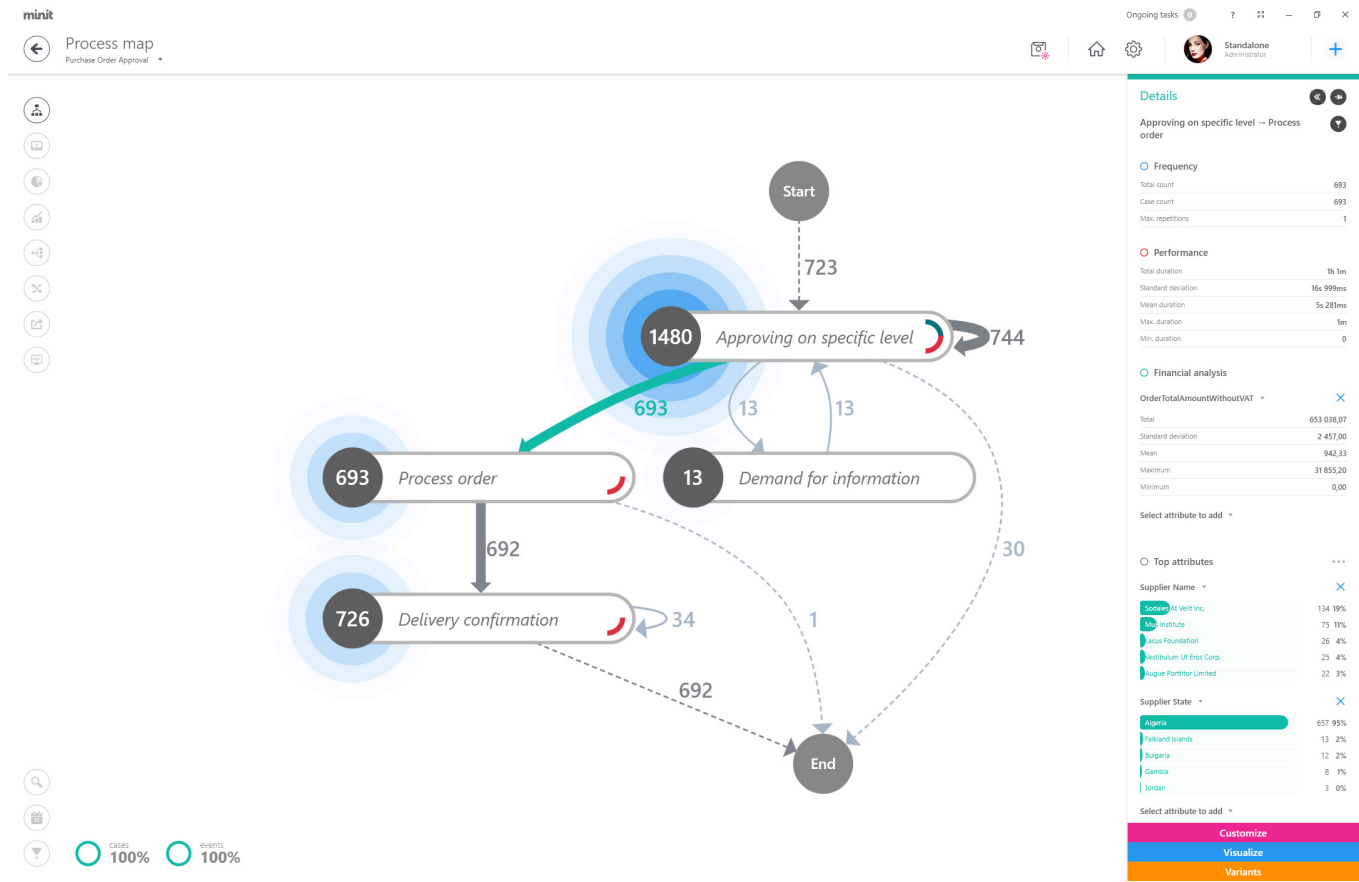 minit
Ongoing tasks 0 ?
Process map
Purchase Order Approval
Standalone
Administrator
Start
723
1480 Approving on specific level 744
693 13 13
693 Process order
13 Demand for information
692
30
726 Delivery confirmation 34
1
692
End
cases
100%
events
100%
Details
Approving on specific level → Process
order
Frequency
Total count 693
Case count 693
Max. repetitions 1
Performance
Total duration 1h 1m
Standard deviation 16s 999ms
Mean duration 5s 281ms
Max. duration 1m
Min. duration 0
Financial analysis
OrderTotalAmountWithoutVAT
Total 653 038,07
Standard deviation 2 457,00
Mean 942,33
Maximum 31 855,20
Minimum 0,00
Select attribute to add
Top attributes
Supplier Name
Sodales At Velit Inc. 134 19%
Mus Institute 75 11%
Lacus Foundation 26 4%
Vestibulum Ut Eros Corp. 25 4%
Augue Porttitor Limited 22 3%
Supplier State
Algeria 657 95%
Falkland Islands 13 2%
Bulgaria 12 2%
Gambia 8 1%
Jordan 3 0%
Select attribute to add
Customize
Visualize
Variants